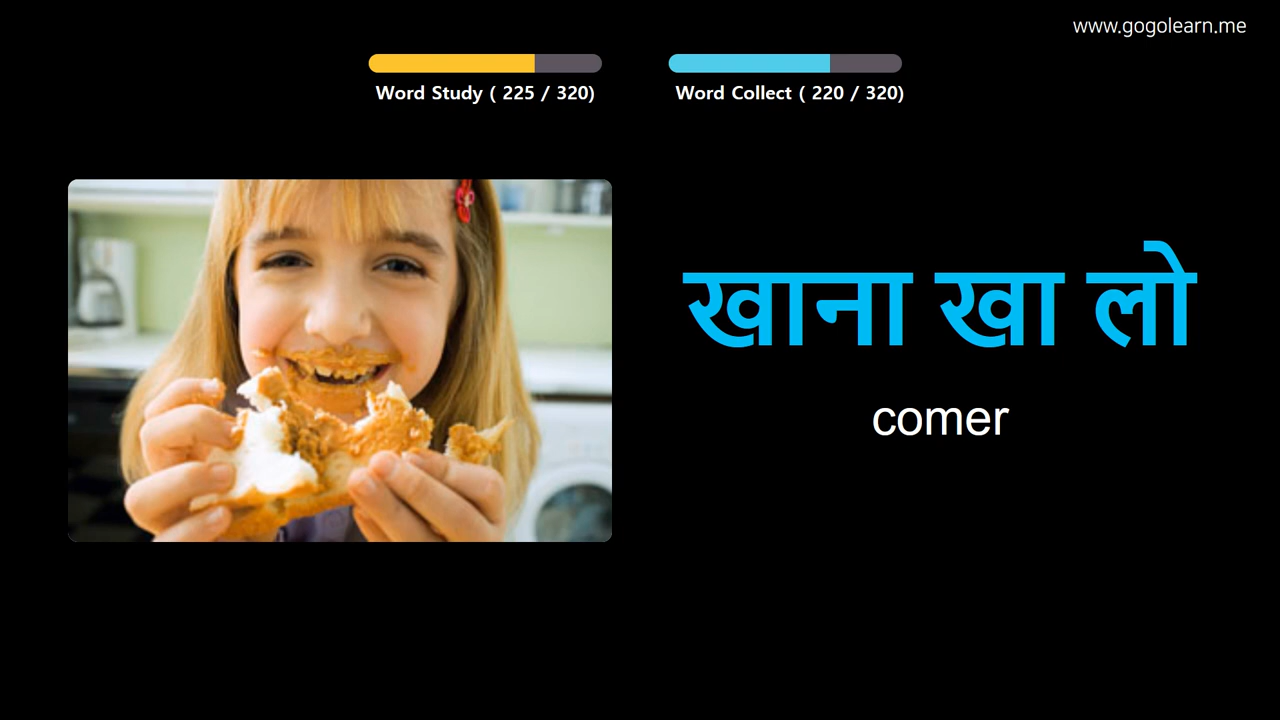 www.gogolearn.me
Word Study ( 225 / 320)
Word Collect ( 220 / 320)
खाना खा लो
comer